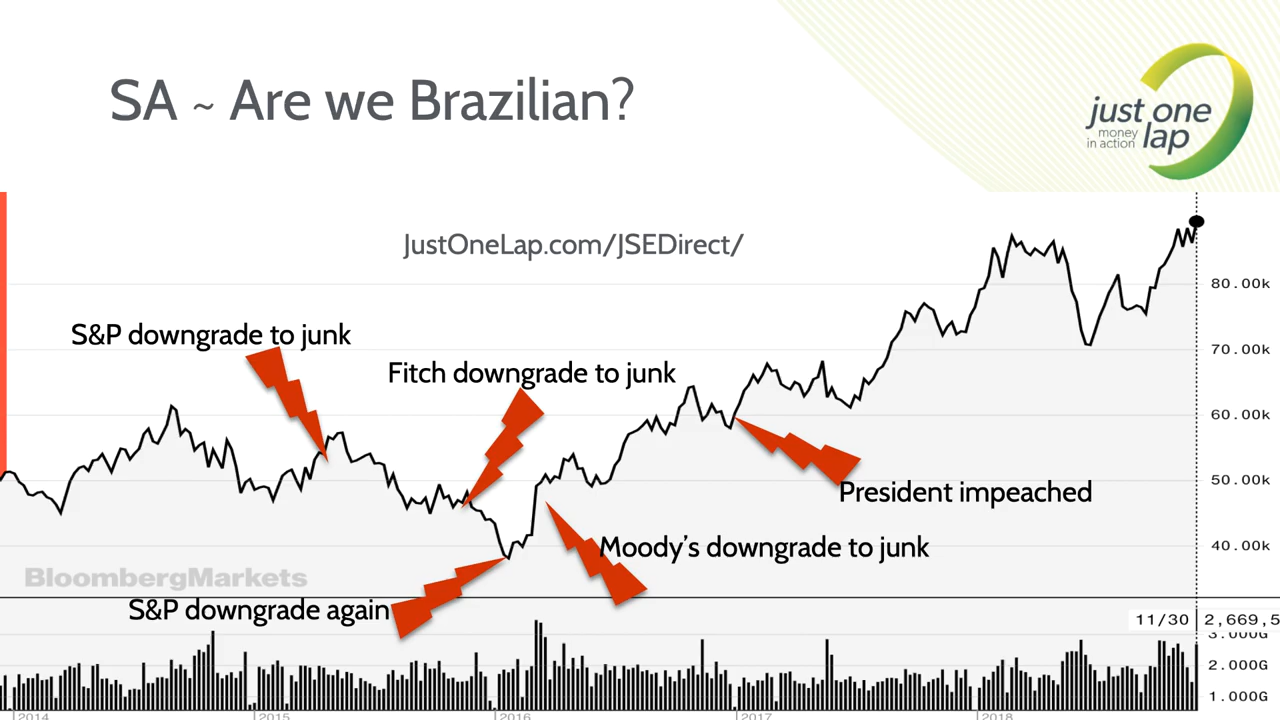 SA ~ Are we Brazilian?
just one
money
in action
lap
JustOneLap.com/JSEDirect/
80.00k
S&P downgrade to junk
70.00k
Fitch downgrade to junk
60.00k
50.00k
President impeached
40.00k
Moody's downgrade to junk
BloombergMarkets
S&P downgrade again
11/30
2,669,5
3.000G
2.000G
1.000G
2014
2015
2016
2017
2018